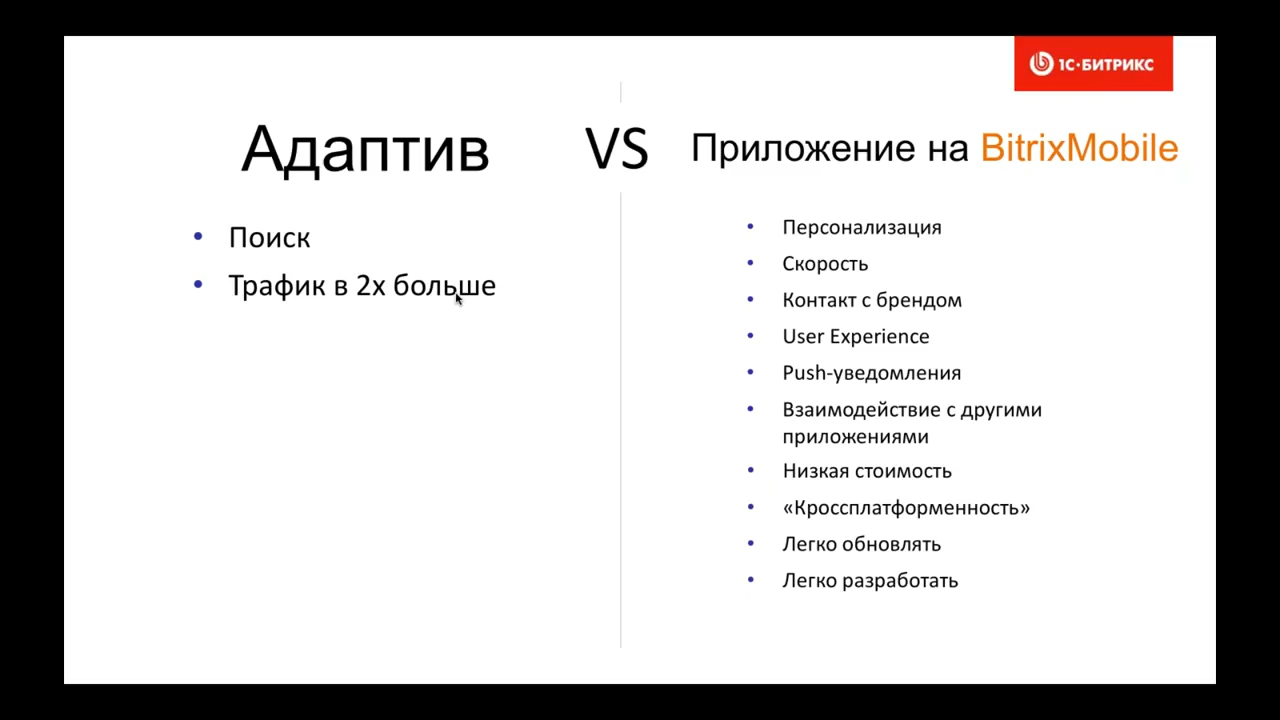 1С·БИТРИКС
Адаптив
VS
Приложение на BitrixMobile
• Поиск
• Трафик в 2х больше
• Персонализация
• Скорость
• Контакт с брендом
• User Experience
• Push-уведомления
• Взаимодействие с другими
приложениями
• Низкая стоимость
• «Кроссплатформенность»
• Легко обновлять
• Легко разработать